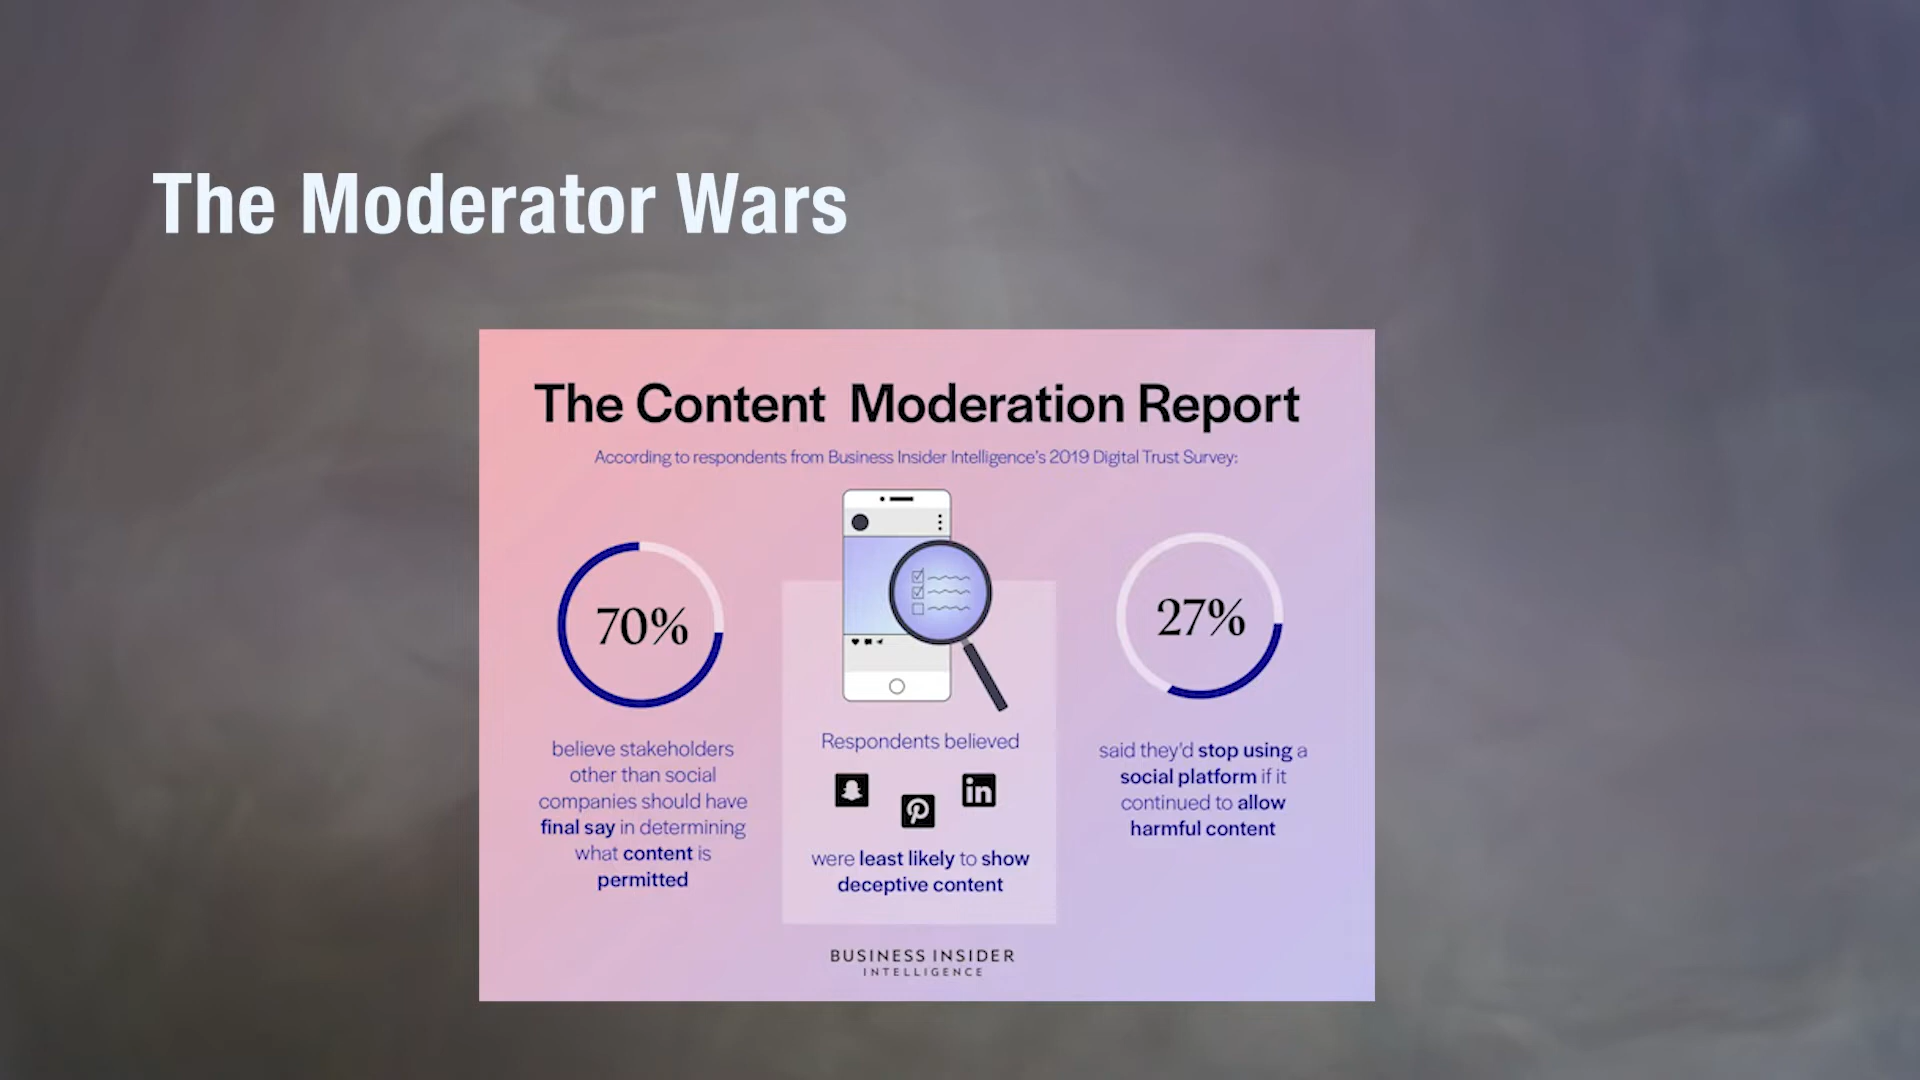 The Moderator Wars
The Content Moderation Report
According to respondents from Business Insider Intelligence's 2019 Digital Trust Survey:
70%
believe stakeholders
other than social
companies should have
final say in determining
what content is
permitted
Respondents believed
in
were least likely to show
deceptive content
27%
said they'd stop using a
social platform if it
continued to allow
harmful content
BUSINESS INSIDER
INTELLIGENCE